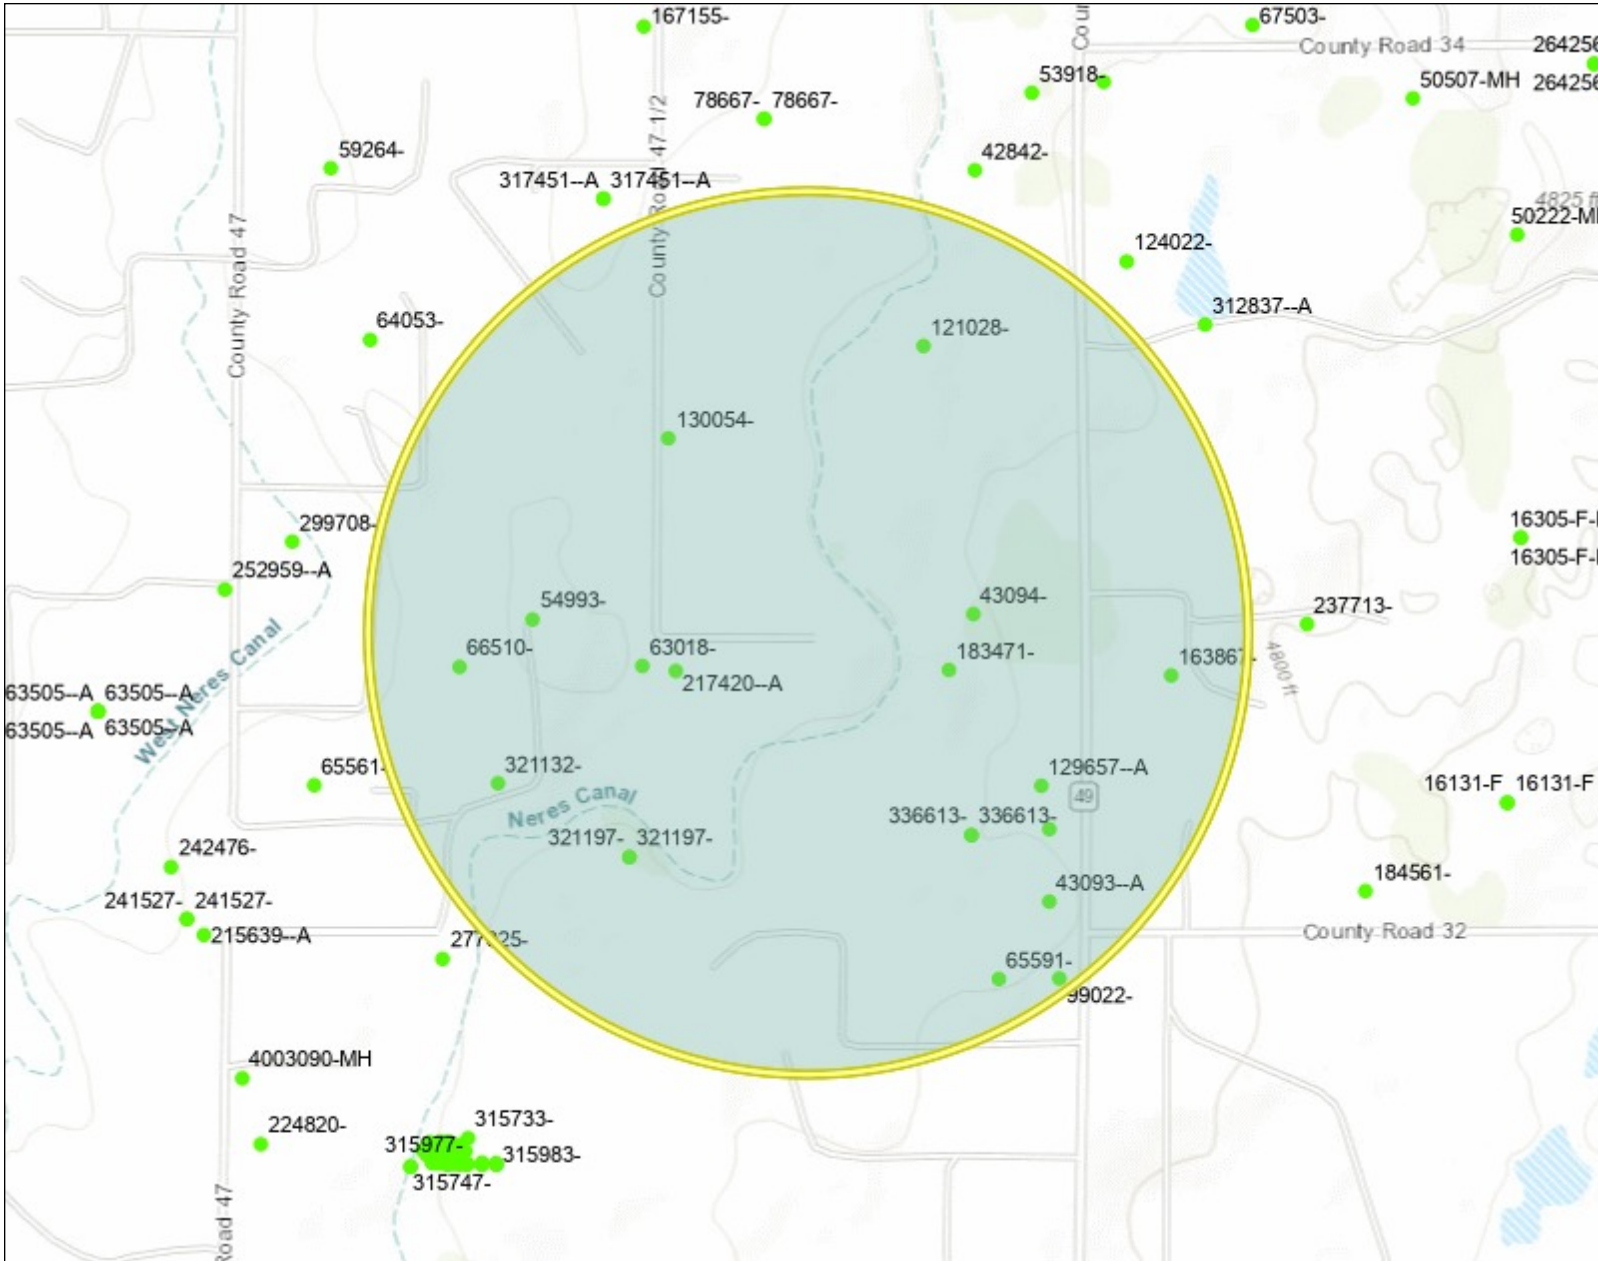 167155-
67503-
County Road 34
264256
53918-
50507-MH
264256
78667- 78667-
County Road 47 1/2
59264-
42842-
317451--A 317451--A
4825 ft
County Road 47
124022-
312837--A
64053-
121028-
130054-
299708-
16305-F-
16305-F-
252959--A
54993-
43094-
237713-
66510-
63018-
183471-
163867-
4800 ft
217420--A
63505--A 63505--A
63505--A 63505--A
West Neres Canal
65561-
321132-
129657--A
16131-F 16131-F
49
Neres Canal
336613- 336613-
321197- 321197-
242476-
184561-
43093--A
241527- 241527-
215639--A
County Road 32
65591-
99022-
4003090-MH
315733-
224820-
315977-
315983-
315747-
Road 47